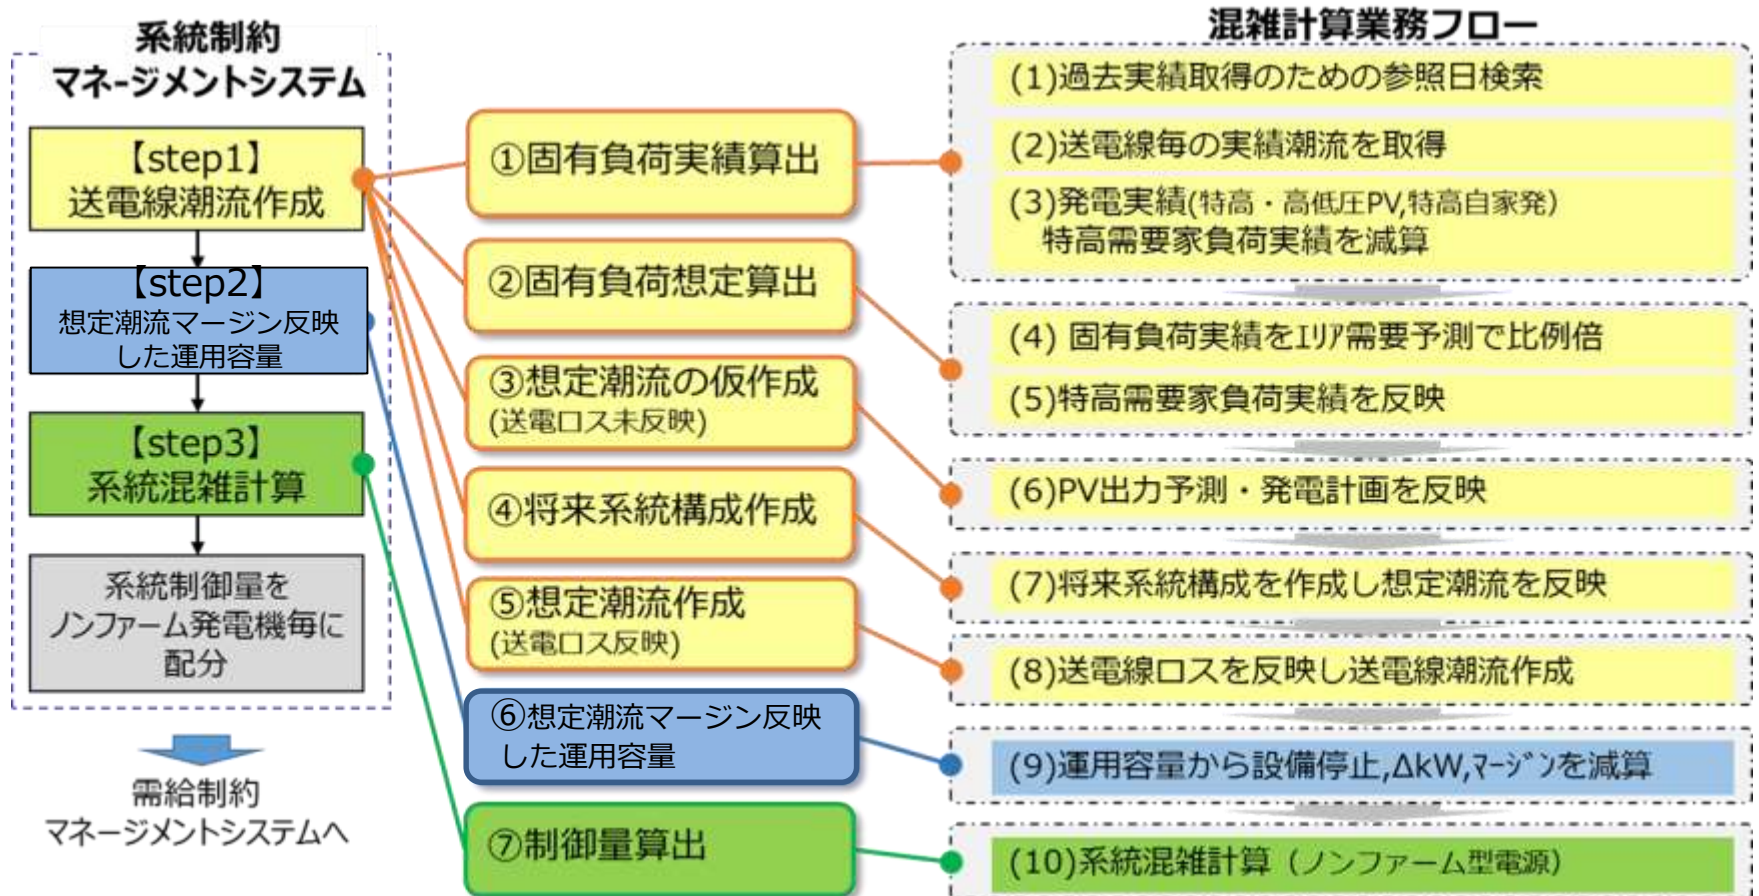 系統制約
マネージメントシステム
【step1】
送電線潮流作成
【step2】
想定潮流マージン反映
した運用容量
【step3】
系統混雑計算
系統制御量を
ノンファーム発電機毎に
配分
需給制約
マネージメントシステムへ
①固有負荷実績算出
②固有負荷想定算出
③想定潮流の仮作成
(送電ロス未反映)
④将来系統構成作成
⑤想定潮流作成
(送電ロス反映)
⑥想定潮流マージン反映
した運用容量
⑦制御量算出
混雑計算業務フロー
(1)過去実績取得のための参照日検索
(2)送電線毎の実績潮流を取得
(3)発電実績(特高・高低圧PV,特高自家発)
特高需要家負荷実績を減算
(4) 固有負荷実績をｴﾘｱ需要予測で比例倍
(5)特高需要家負荷実績を反映
(6)PV出力予測・発電計画を反映
(7)将来系統構成を作成し想定潮流を反映
(8)送電線ロスを反映し送電線潮流作成
(9)運用容量から設備停止,ΔkW,ﾏｰｼﾞﾝを減算
(10)系統混雑計算（ノンファーム型電源）